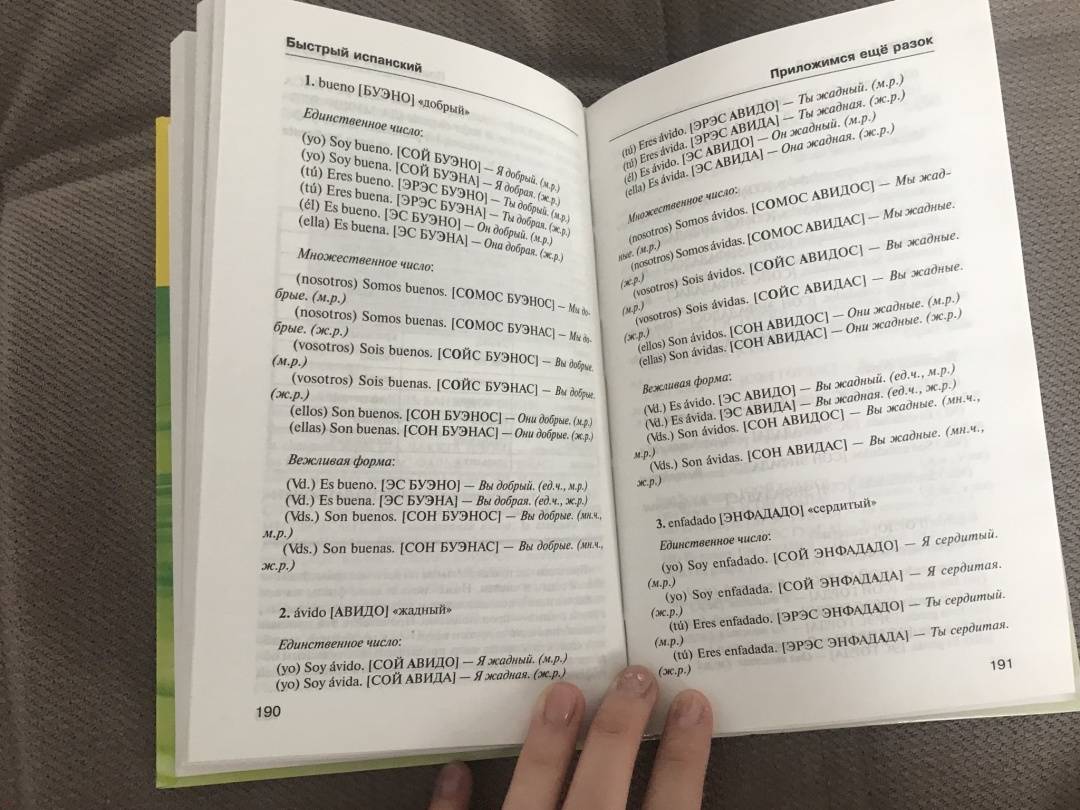 Быстрый испанский
1. bueno [БУЭНО] «добрый»
Единственное число:
(yo) Soy bueno. [СОЙ БУЭНО] — Я добрый. (м.р.)
(yo) Soy buena. [СОЙ БУЭНА] — Я добрая. (ж.р.)
(tú) Eres bueno. [ЭРЭС БУЭНО] — Ты добрый. (м.р.)
(tú) Eres buena. [ЭРЭС БУЭНА] — Ты добрая. (ж.р.)
(él) Es bueno. [ЭС БУЭНО] — Он добрый. (м.р.)
(ella) Es buena. [ЭС БУЭНА] — Она добрая. (ж.р.)
Множественное число:
(nosotros) Somos buenos. [СОМОС БУЭНОС] — Мы до-
брые. (м.р.)
(nosotros) Somos buenas. [СОМОС БУЭНАС] — Мы до-
брые. (ж.р.)
(vosotros) Sois buenos. [СОЙС БУЭНОС] — Вы добрые.
(м.р.)
(vosotros) Sois buenas. [СОЙС БУЭНАС] — Вы добрые.
(ж.р.)
(ellos) Son buenos. [СОН БУЭНОС] — Они добрые. (м.р.)
(ellas) Son buenas. [СОН БУЭНАС] — Они добрые. (ж.р.)
Вежливая форма:
(Vd.) Es bueno. [ЭС БУЭНО] — Вы добрый. (ед.ч., м.р.)
(Vd.) Es buena. [ЭС БУЭНА] — Вы добрая. (ед.ч., ж.р.)
(Vds.) Son buenos. [СОН БУЭНОС] — Вы добрые. (мн.ч.,
м.р.)
(Vds.) Son buenas. [СОН БУЭНАС] — Вы добрые. (мн.ч.,
ж.р.)
2. ávido [АВИДО] «жадный»
Единственное число:
(yo) Soy ávido. [СОЙ АВИДО] — Я жадный. (м.р.)
(yo) Soy ávida. [СОЙ АВИДА] — Я жадная. (ж.р.)
190
Приложимся ещё разок
(tú) Eres ávido. [ЭРЭС АВИДО] — Ты жадный. (м.р.)
(tú) Eres ávida. [ЭРЭС АВИДА] — Ты жадная. (ж.р.)
(él) Es ávido. [ЭС АВИДО] — Он жадный. (м.р.)
(ella) Es ávida. [ЭС АВИДА] — Она жадная. (ж.р.)
Множественное число:
(nosotros) Somos ávidos. [СОМОС АВИДОС] — Мы жад-
ные. (м.р.)
(nosotros) Somos ávidas. [СОМОС АВИДАС] — Мы жадные.
(ж.р.)
(vosotros) Sois ávidos. [СОЙС АВИДОС] — Вы жадные.
(м.р.)
(vosotros) Sois ávidas. [СОЙС АВИДАС] — Вы жадные.
(ж.р.)
(ellos) Son ávidos. [СОН АВИДОС] — Они жадные. (м.р.)
(ellas) Son ávidas. [СОН АВИДАС] — Они жадные. (ж.р.)
Вежливая форма:
(Vd.) Es ávido. [ЭС АВИДО] — Вы жадный. (ед.ч., м.р.)
(Vd.) Es ávida. [ЭС АВИДА] — Вы жадная. (ед.ч., ж.р.)
(Vds.) Son ávidos. [СОН АВИДОС] — Вы жадные. (мн.ч.,
м.р.)
(Vds.) Son ávidas. [СОН АВИДАС] — Вы жадные. (мн.ч.,
ж.р.)
3. enfadado [ЭНФАДАДО] «сердитый»
Единственное число:
(yo) Soy enfadado. [СОЙ ЭНФАДАДО] — Я сердитый.
(м.р.)
(yo) Soy enfadada. [СОЙ ЭНФАДАДА] — Я сердитая.
(ж.р.)
(tú) Eres enfadado. [ЭРЭС ЭНФАДАДО] — Ты сердитый.
(м.р.)
(tú) Eres enfadada. [ЭРЭС ЭНФАДАДА] — Ты сердитая.
(ж.р.)
191